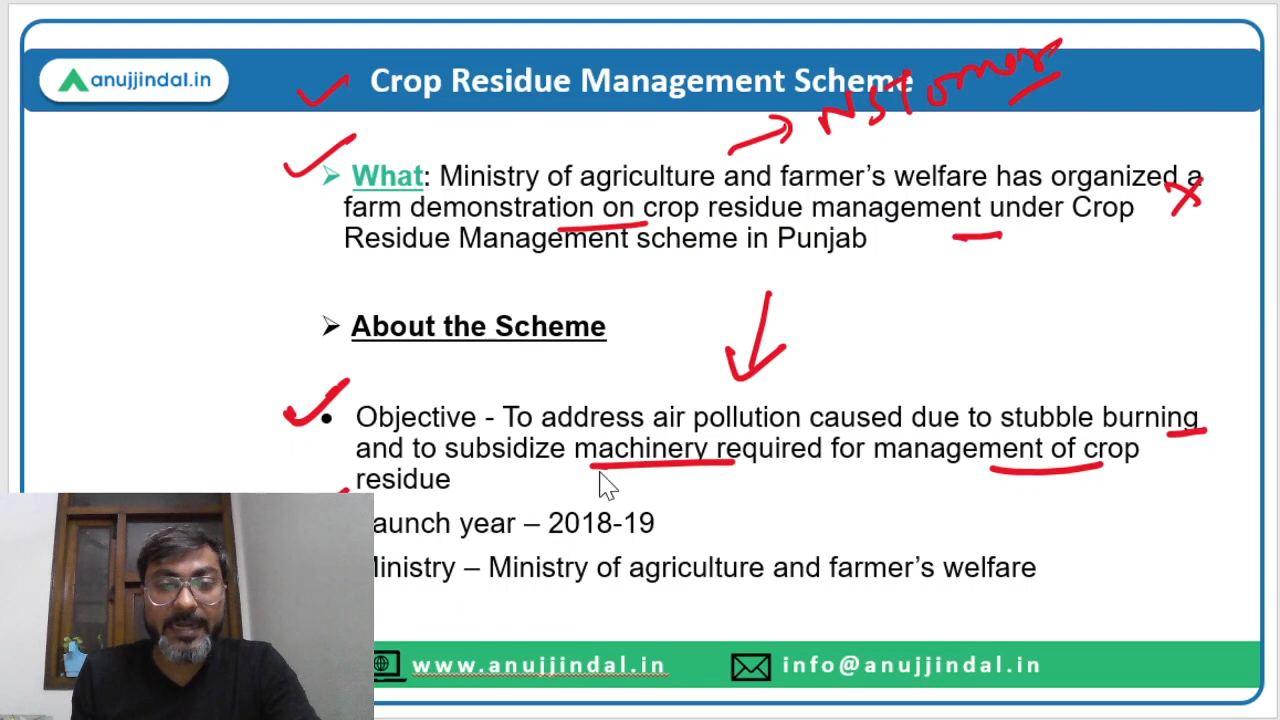 anujjindal.in
Crop Residue Management Scheme
NSTomer
What: Ministry of agriculture and farmer's welfare has organized a
farm demonstration on crop residue management under Crop
Residue Management scheme in Punjab
About the Scheme
Objective - To address air pollution caused due to stubble burning
and to subsidize machinery required for management of crop
residue
aunch year – 2018-19
Ministry – Ministry of agriculture and farmer's welfare
www.anujjindal.in
info@anujjindal.in